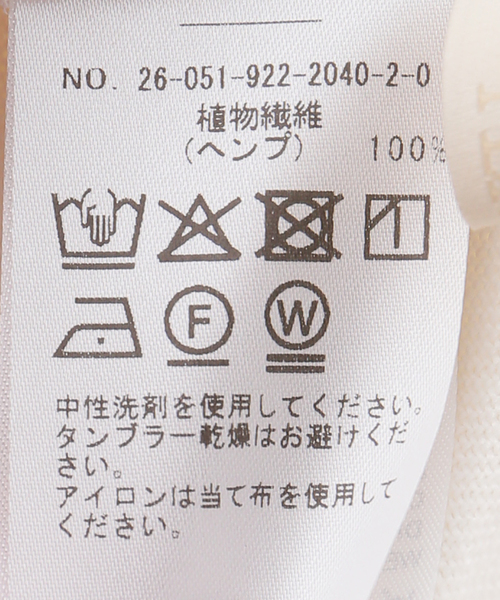 NO. 26-051-922-2040-2-0
植物繊維
(ヘンプ) 100%
F
W
中性洗剤を使用してください。
タンブラー乾燥はお避けくだ
さい。
アイロンは当て布を使用して
ください。